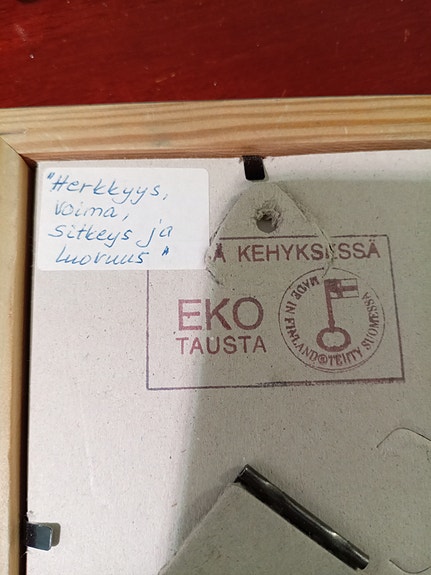 "Herkkyys,
voima,
sitkeys ja
luovuus"
Ä KEHYKSESSÄ
EKO
TAUSTA
MADE IN FINLAND ® TEHTY SUOMESSA